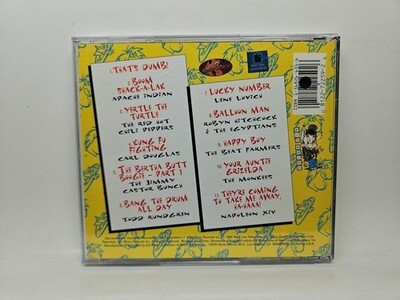 1. THAT'S DUMB!
2. BOOM
SHACK-A-LAK
APACHE INDIAN
3. YERTLE THE
TURTLE
THE RED HOT
CHILI PEPPERS
4. KUNG FU
FIGHTING
CARL DOUGLAS
5. THE BERTHA BUTT
BOOGIE - PART 1
THE JIMMY
CASTOR BUNCH
6. BANG THE DRUM
ALL DAY
TODD RUNDGREN
7. LUCKY NUMBER
LENE LOVICH
8. BALLOON MAN
ROBYN HITCHCOCK
& THE EGYPTIANS
9. HAPPY BOY
THE BEAT FARMERS
10. YOUR AUNTIE
GRIZELDA
THE MONKEES
11. THEY'RE COMING
TO TAKE ME AWAY,
HA-HAAA!
NAPOLEON XIV